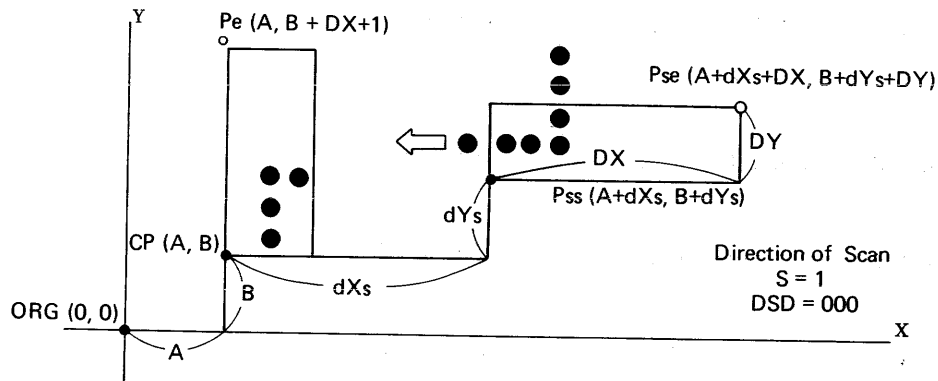 Y
Pe (A, B + DX+1)
Pse (A+dXs+DX, B+dYs+DY)
DX
DY
Pss (A+dXs, B+dYs)
dYs
CP (A, B)
B
dXs
Direction of Scan
S = 1
DSD = 000
ORG (0, 0)
A
X